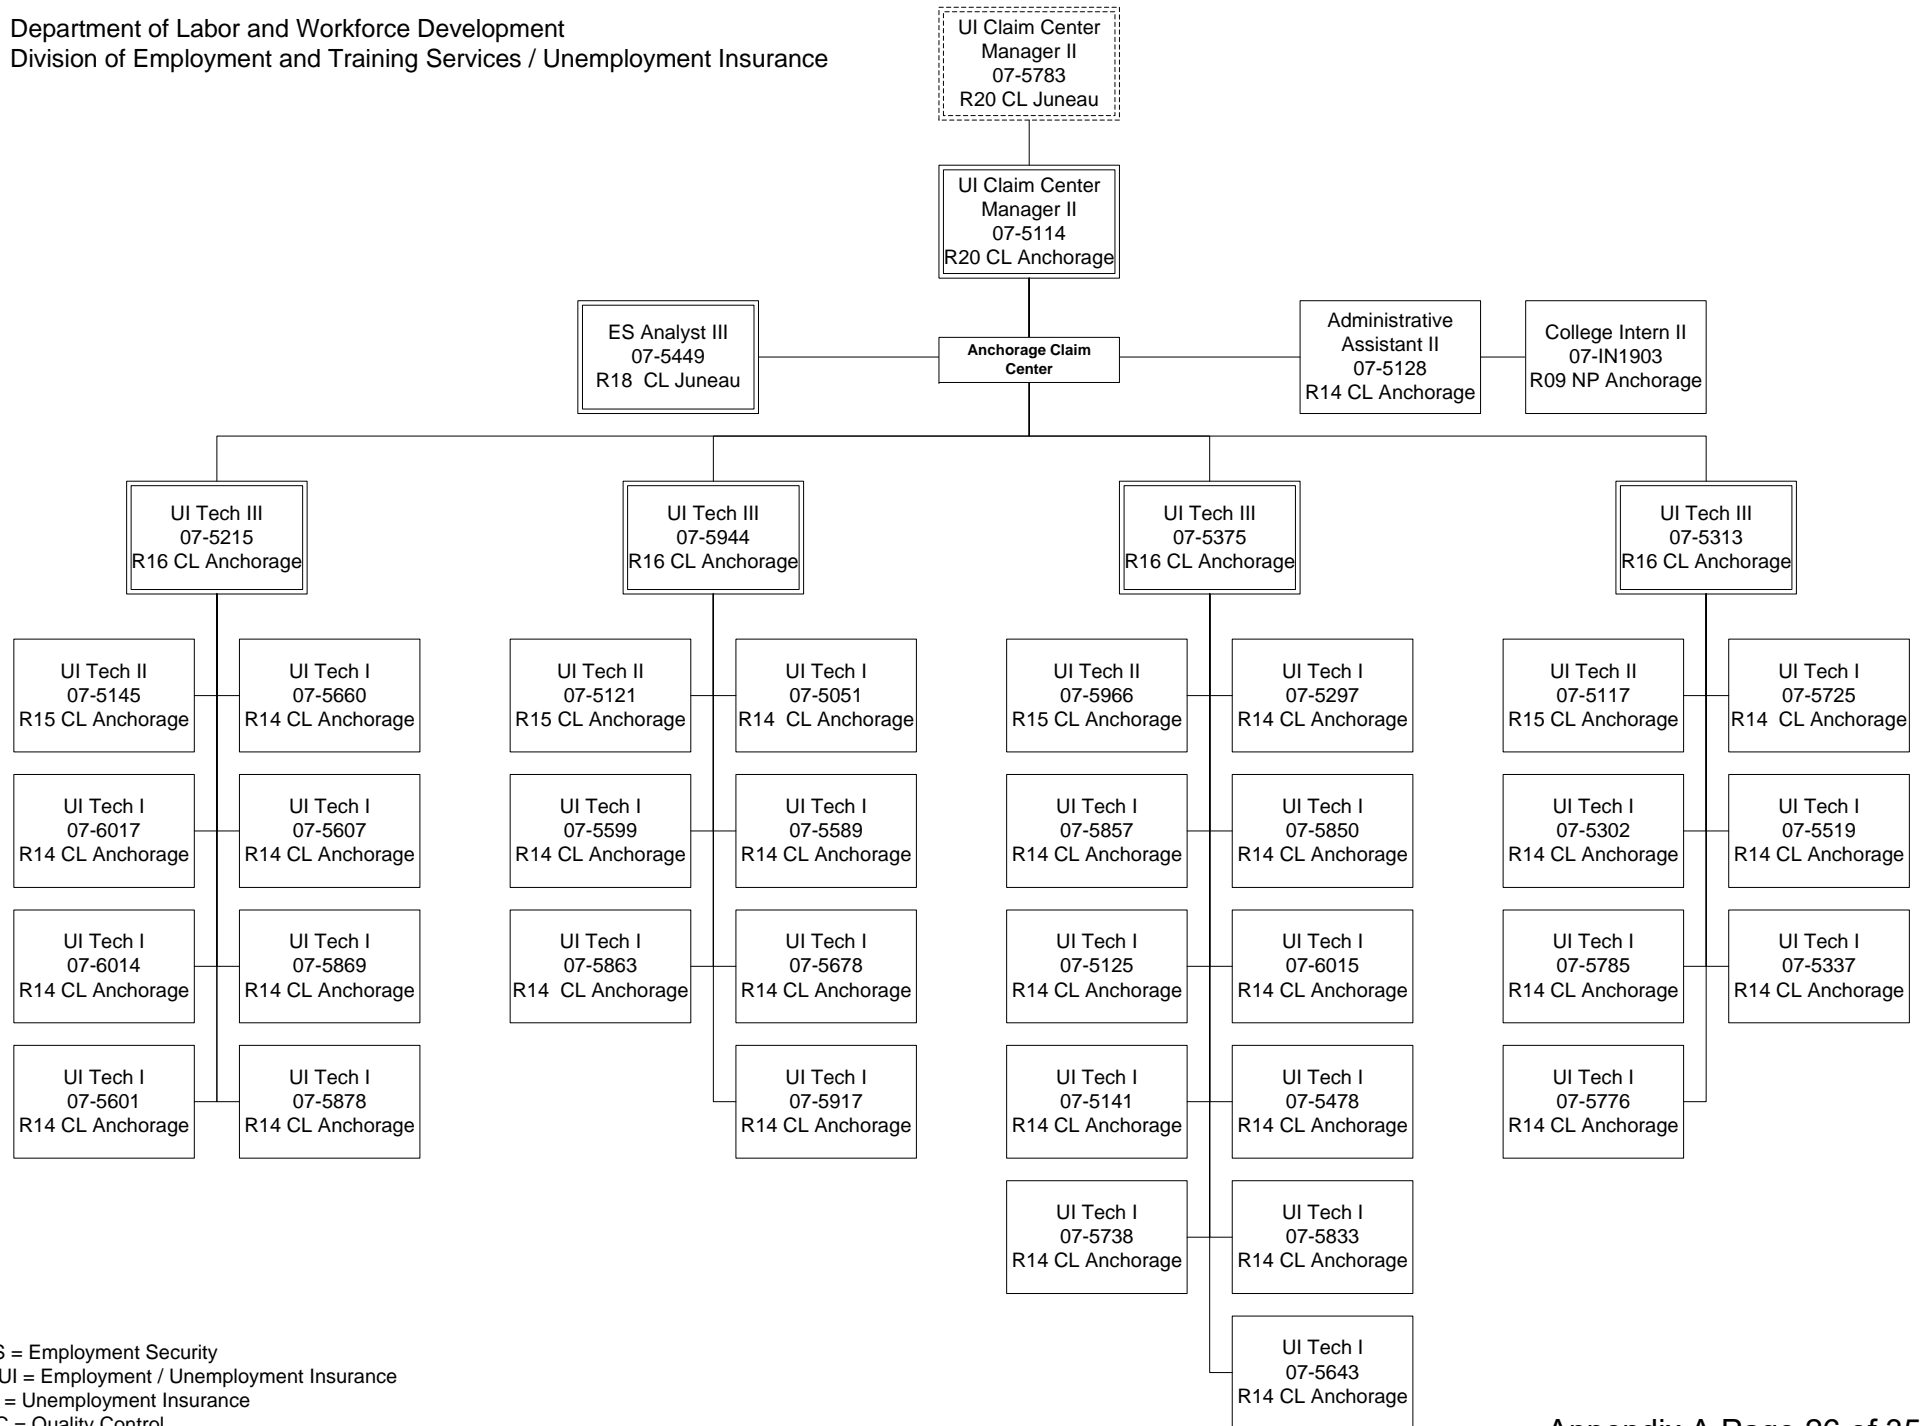 Department of Labor and Workforce Development
Division of Employment and Training Services / Unemployment Insurance
UI Claim Center
Manager II
07-5783
R20 CL Juneau
UI Claim Center
Manager II
07-5114
R20 CL Anchorage
ES Analyst III
07-5449
R18 CL Juneau
Anchorage Claim
Center
Administrative
Assistant II
07-5128
R14 CL Anchorage
College Intern II
07-IN1903
R09 NP Anchorage
UI Tech III
07-5215
R16 CL Anchorage
UI Tech III
07-5944
R16 CL Anchorage
UI Tech III
07-5375
R16 CL Anchorage
UI Tech III
07-5313
R16 CL Anchorage
UI Tech II
07-5145
R15 CL Anchorage
UI Tech I
07-5660
R14 CL Anchorage
UI Tech II
07-5121
R15 CL Anchorage
UI Tech I
07-5051
R14 CL Anchorage
UI Tech II
07-5966
R15 CL Anchorage
UI Tech I
07-5297
R14 CL Anchorage
UI Tech II
07-5117
R15 CL Anchorage
UI Tech I
07-5725
R14 CL Anchorage
UI Tech I
07-6017
R14 CL Anchorage
UI Tech I
07-5607
R14 CL Anchorage
UI Tech I
07-5599
R14 CL Anchorage
UI Tech I
07-5589
R14 CL Anchorage
UI Tech I
07-5857
R14 CL Anchorage
UI Tech I
07-5850
R14 CL Anchorage
UI Tech I
07-5302
R14 CL Anchorage
UI Tech I
07-5519
R14 CL Anchorage
UI Tech I
07-6014
R14 CL Anchorage
UI Tech I
07-5869
R14 CL Anchorage
UI Tech I
07-5863
R14 CL Anchorage
UI Tech I
07-5678
R14 CL Anchorage
UI Tech I
07-5125
R14 CL Anchorage
UI Tech I
07-6015
R14 CL Anchorage
UI Tech I
07-5785
R14 CL Anchorage
UI Tech I
07-5337
R14 CL Anchorage
UI Tech I
07-5601
R14 CL Anchorage
UI Tech I
07-5878
R14 CL Anchorage
UI Tech I
07-5917
R14 CL Anchorage
UI Tech I
07-5141
R14 CL Anchorage
UI Tech I
07-5478
R14 CL Anchorage
UI Tech I
07-5776
R14 CL Anchorage
UI Tech I
07-5738
R14 CL Anchorage
UI Tech I
07-5833
R14 CL Anchorage
UI Tech I
07-5643
R14 CL Anchorage
S = Employment Security
UI = Employment / Unemployment Insurance
= Unemployment Insurance
C = Quality Control
Appendix A Page 26 of 35